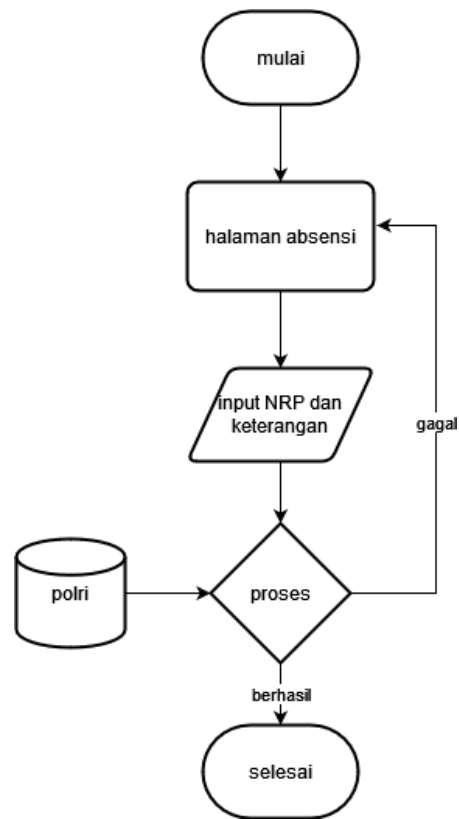 mulai
halaman absensi
input NRP dan
keterangan
gagal
polri
proses
berhasil
selesai